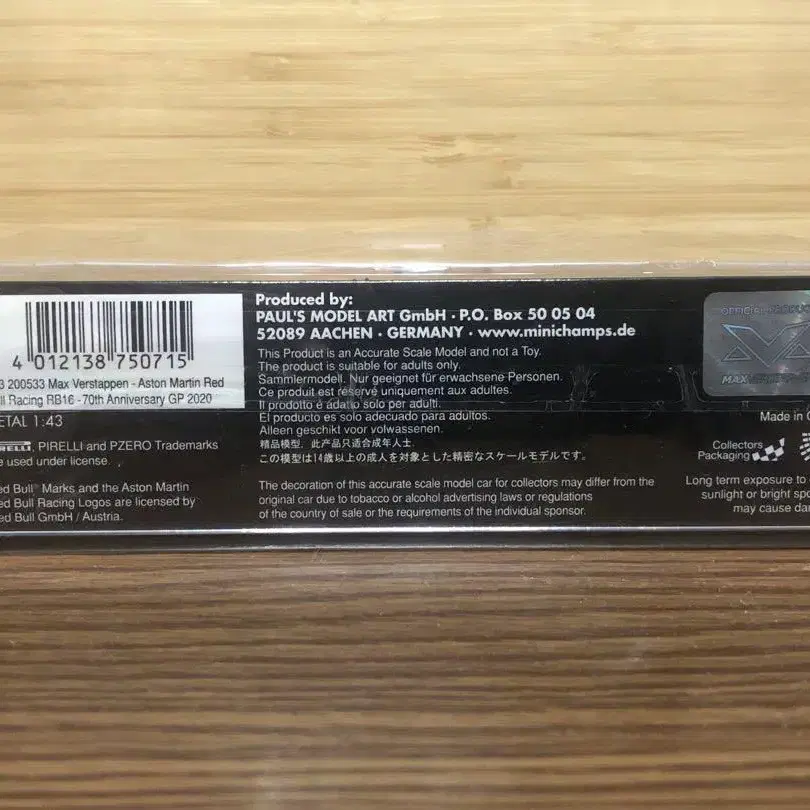 4 012138 750715
3 200533 Max Verstappen - Aston Martin Red
ll Racing RB16 - 70th Anniversary GP 2020
ETAL 1:43
PIRELLI and PZERO Trademarks
e used under license.
ed Bull® Marks and the Aston Martin
ed Bull Racing Logos are licensed by
ed Bull GmbH / Austria.
Produced by:
PAUL'S MODEL ART GmbH · P.O. Box 50 05 04
52089 AACHEN · GERMANY · www.minichamps.de
This Product is an Accurate Scale Model and not a Toy.
The product is suitable for adults only.
Sammlermodell. Nur geeignet für erwachsene Personen.
Ce produit est réservé uniquement aux adultes.
Il prodotto è adatto solo per adulti.
El producto es solo adecuado para adultos.
Alleen geschikt voor volwassenen.
精品模型，此产品只适合成年人士
この模型は14歳以上の成人を対象とした精密なスケールモデルです。
The decoration of this accurate scale model car for collectors may differ from the
original car due to tobacco or alcohol advertising laws or regulations
of the country of sale or the requirements of the individual sponsor.
OFFICIAL PRODUC
MAX
Made in C
Collectors
Packaging
Long term exposure to
sunlight or bright spo
may cause dam